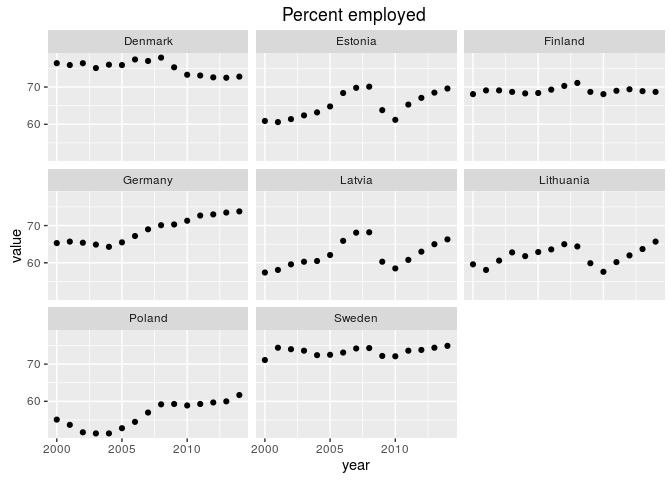 Percent employed
Denmark
Estonia
Finland
70
60
Germany
Latvia
Lithuania
70
60
value
Poland
Sweden
70
60
2000
2005
2010
2000
2005
2010
year